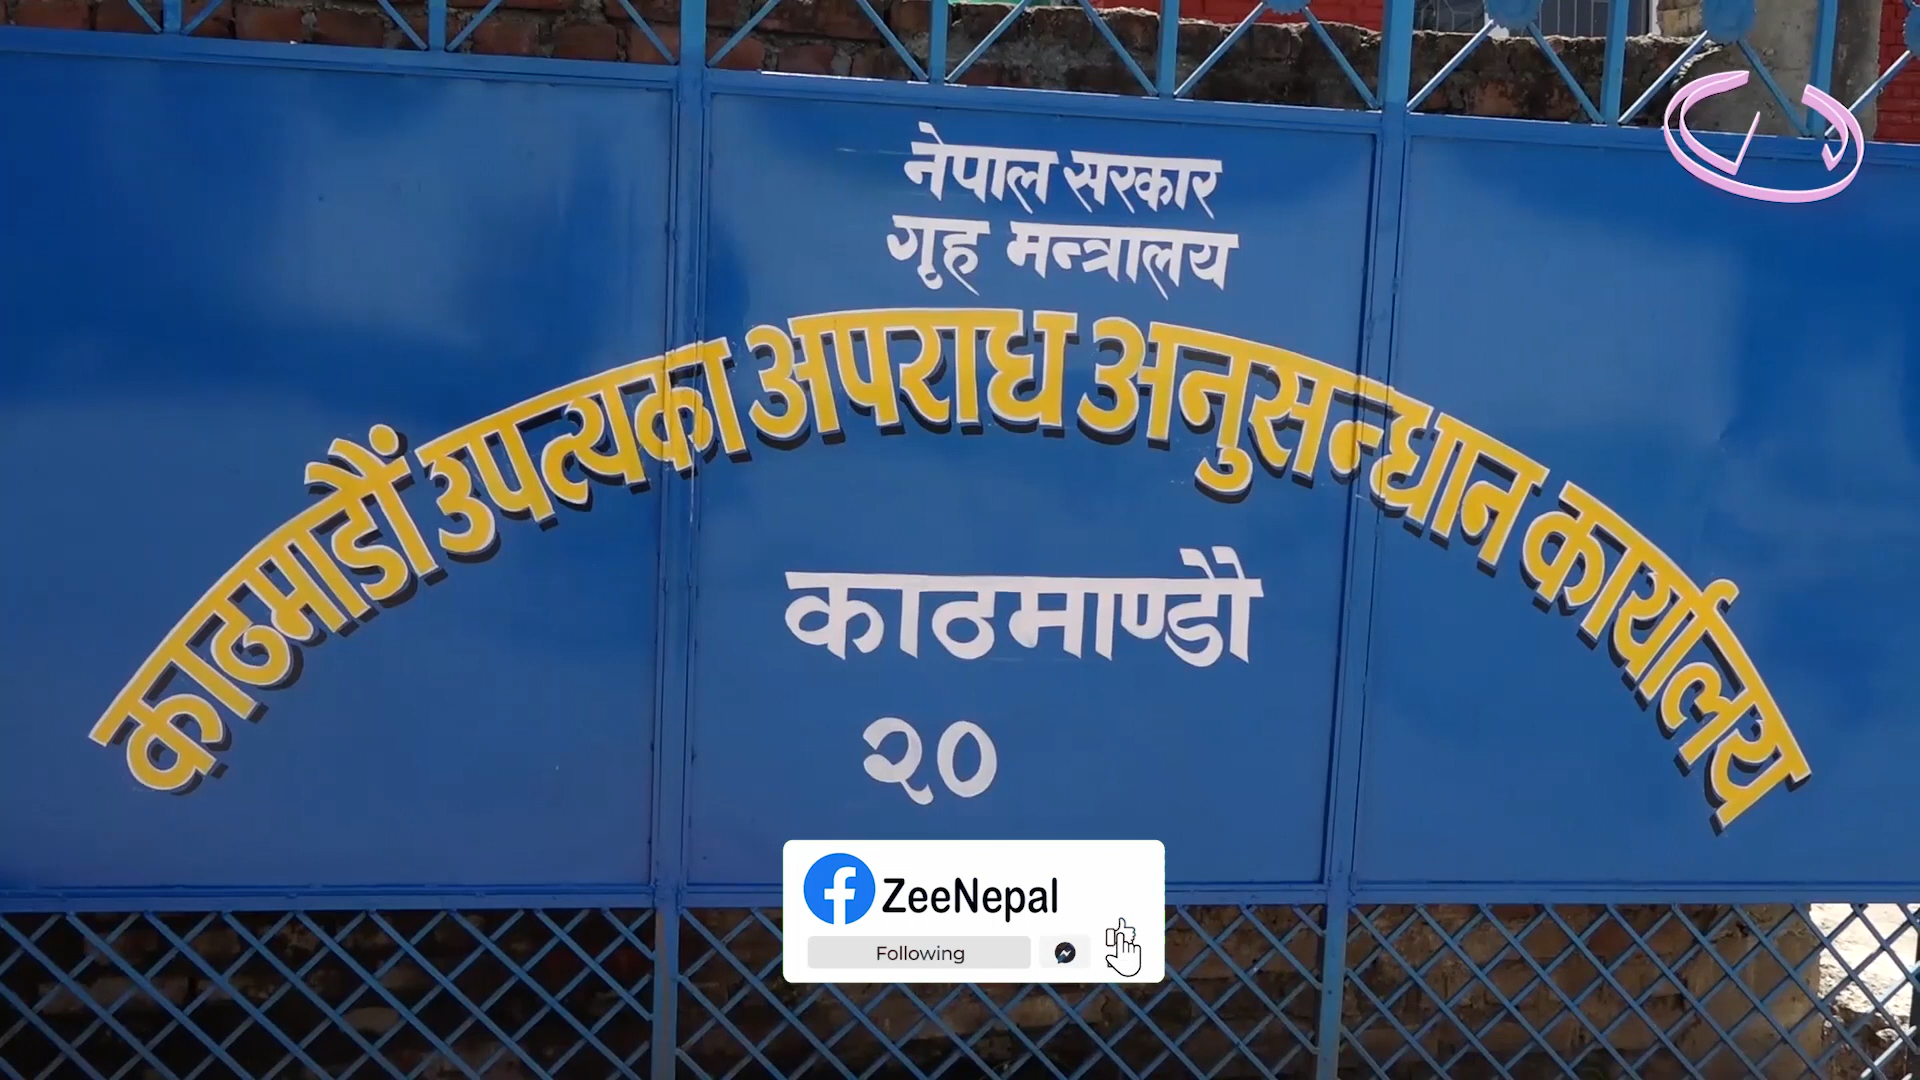 नेपाल सरकार
गृह मन्त्रालय
काठमाडौं उपत्यका अपराध अनुसन्धान कार्यालय
काठमाण्डौ
२०
ZeeNepal
Following